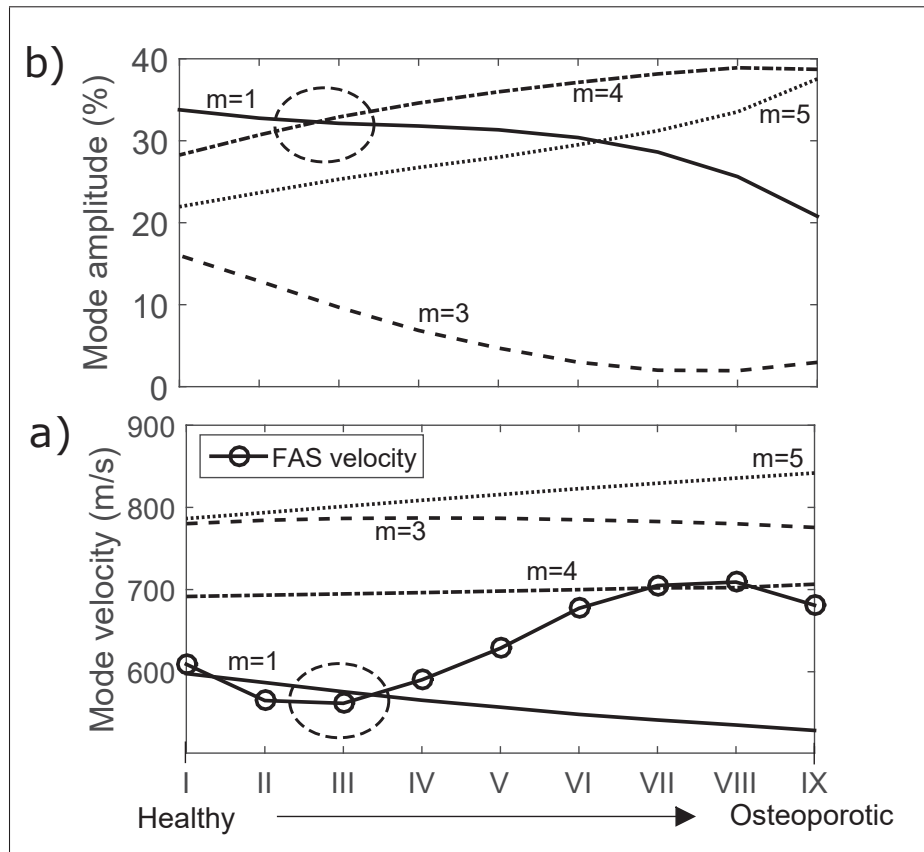 b)
Mode amplitude (%)
40
30
20
10
0
m=1
m=4
m=5
m=3
a)
Mode velocity (m/s)
900
800
700
600
FAS velocity
m=5
m=3
m=4
m=1
I II III IV V VI VII VIII IX
Healthy Osteoporotic